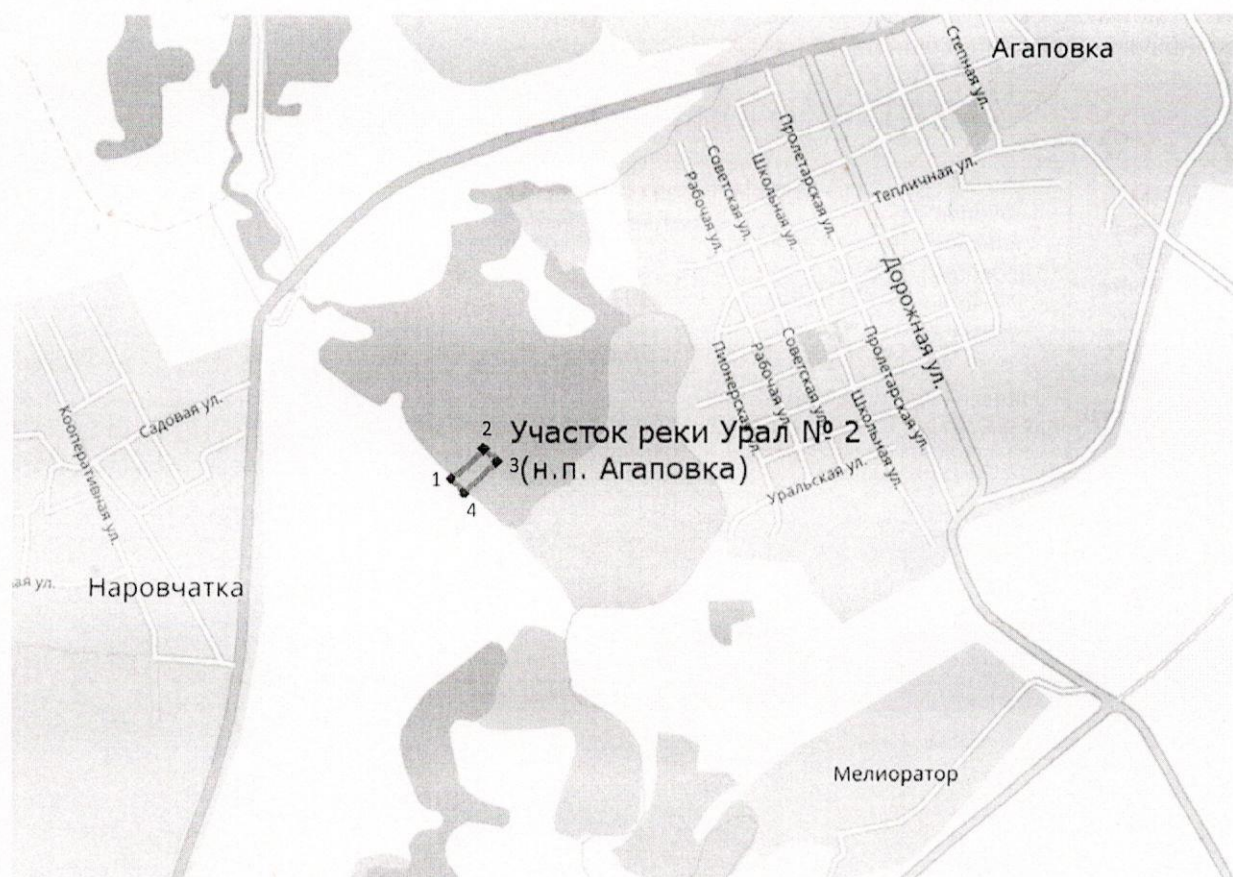 Агаповка
Степная ул.
Пролетарская ул.
Советская ул.
Школьная ул.
Рабочая ул.
Тепличная ул.
Дорожная ул.
Пионерская ул.
Рабочая ул.
Советская ул.
Школьная ул.
Пролетарская ул.
Уральская ул.
Садовая ул.
Кооперативная ул.
2 Участок реки Урал № 2
3 (н.п. Агаповка)
1
4
ая ул.
Наровчатка
Мелиоратор